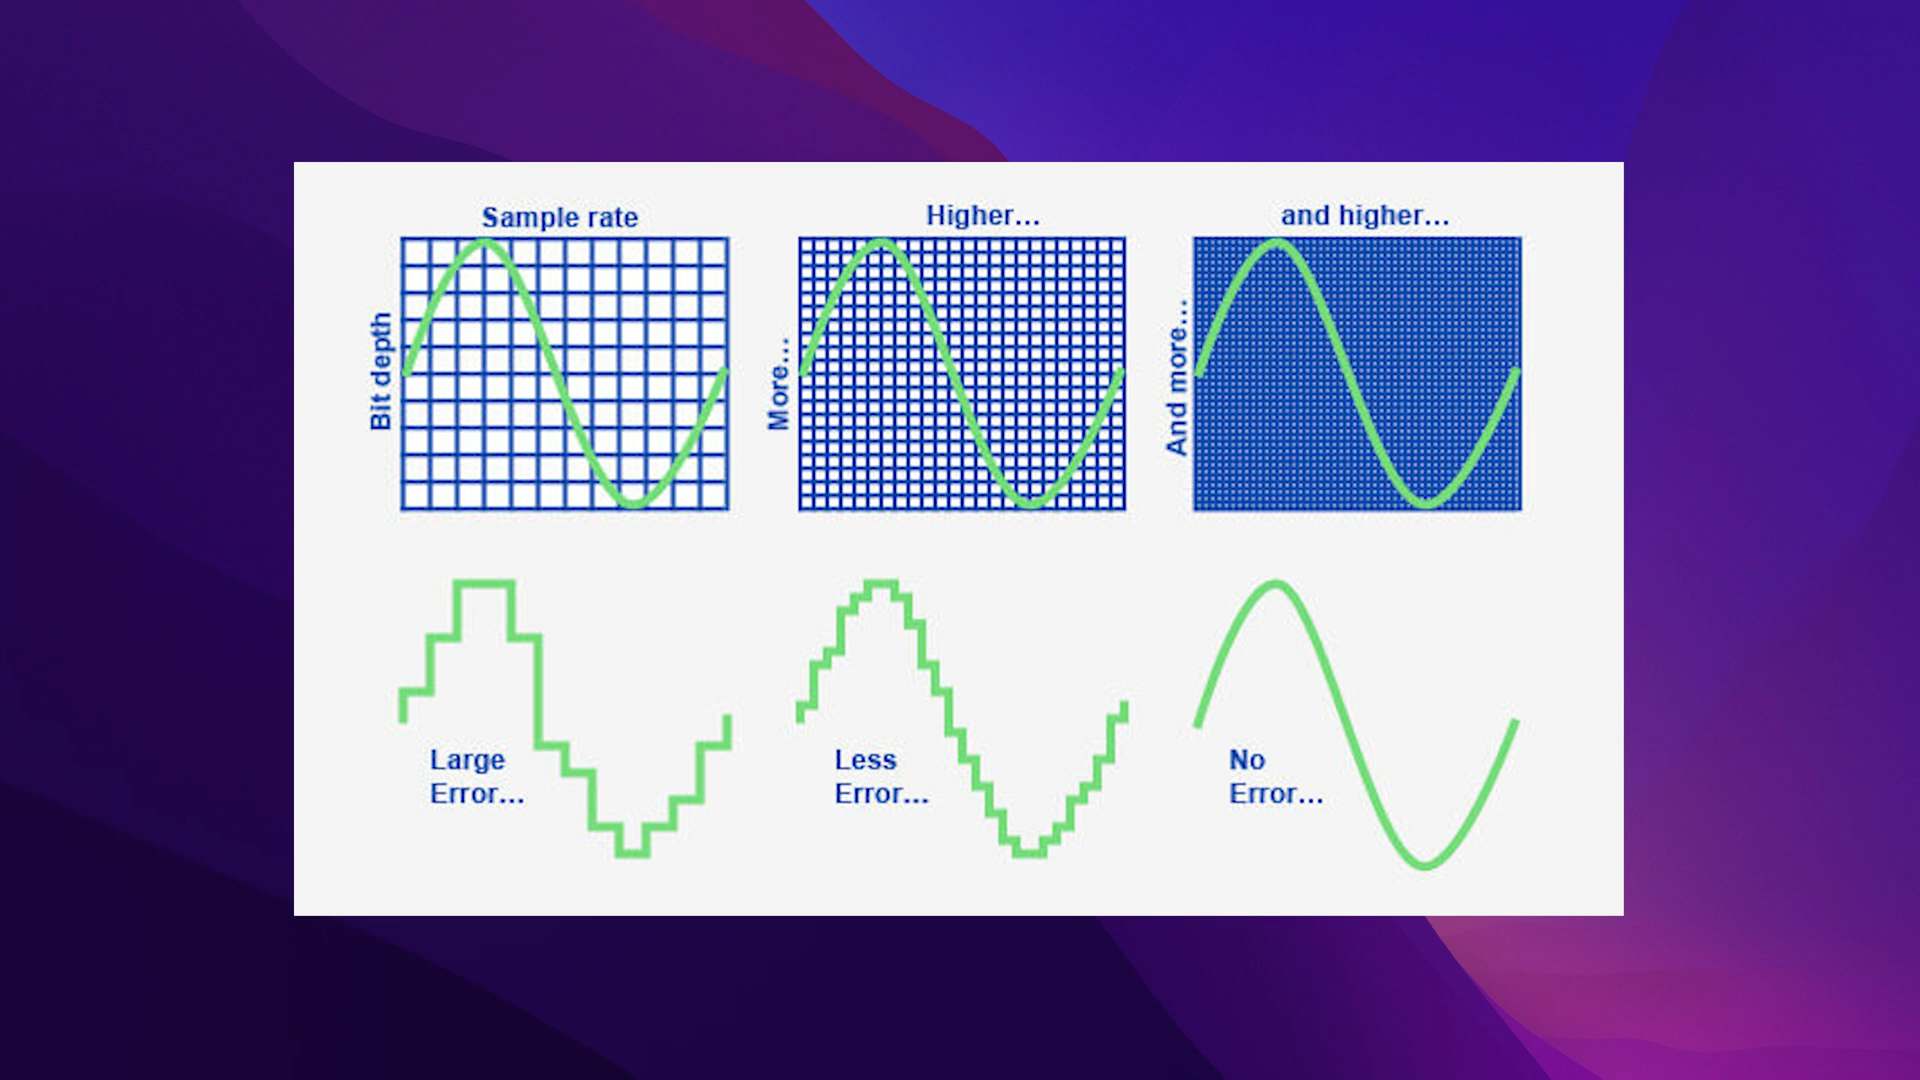 Sample rate
Higher...
and higher...
Bit depth
More...
And more...
Large
Error...
Less
Error...
No
Error...